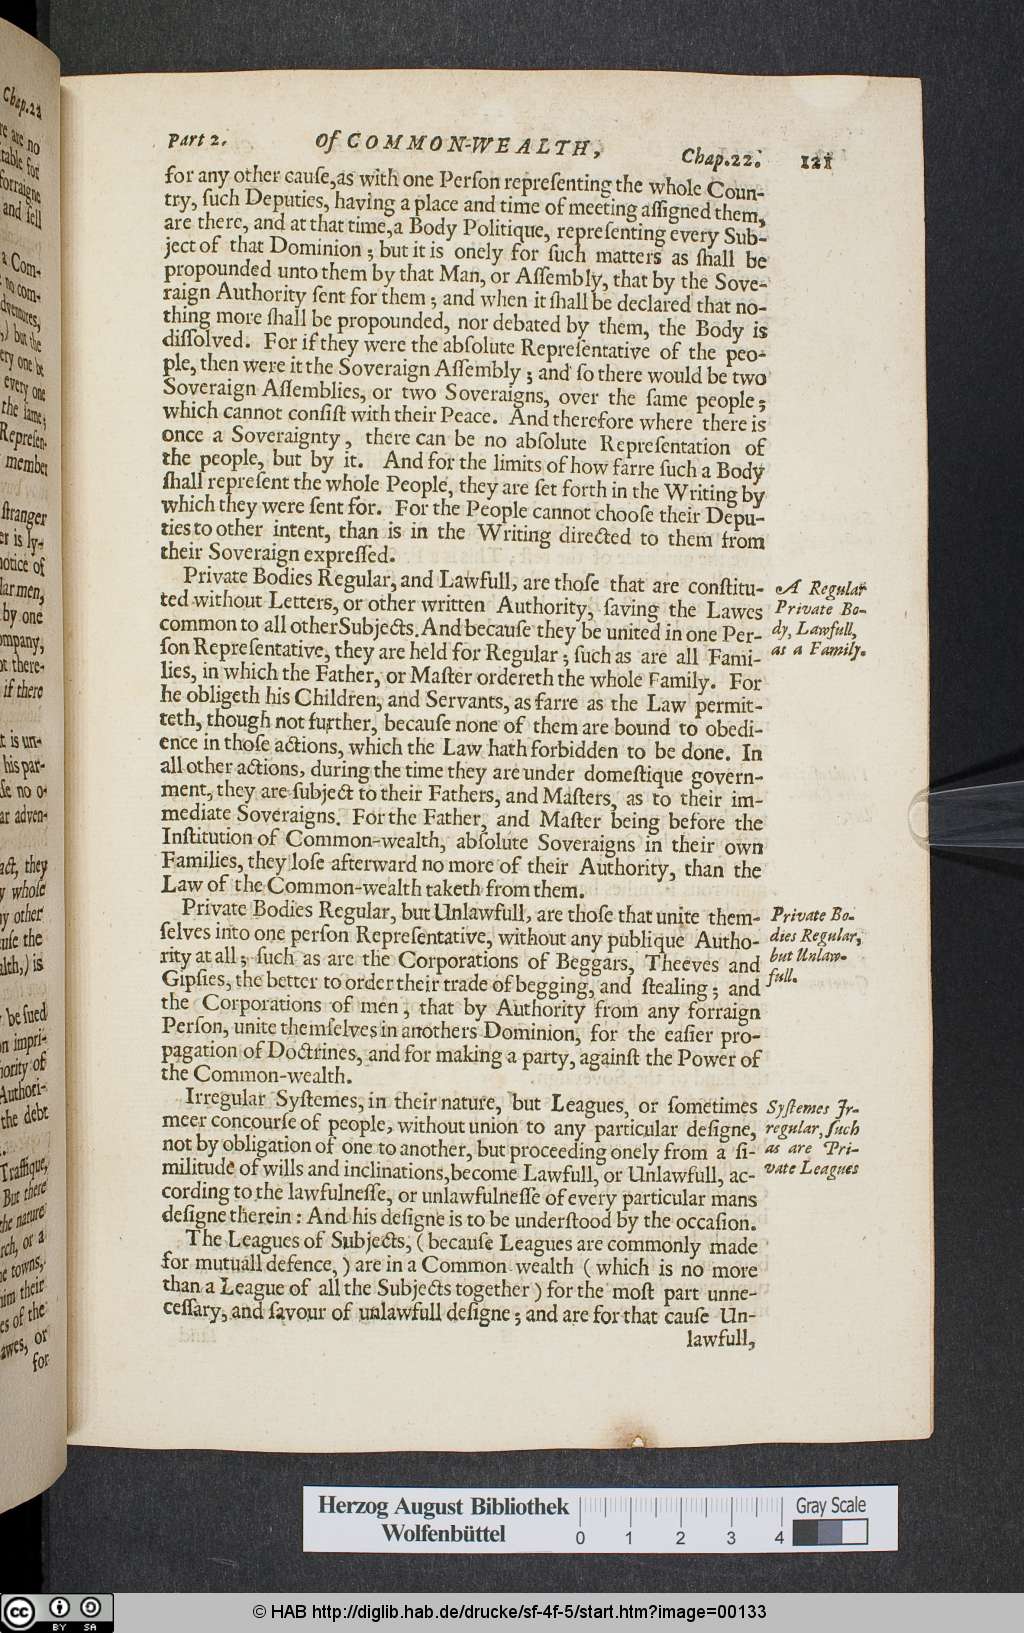 Part 2. Of COMMON-WEALTH, Chap.22. 121
for any other cauſe,as with one Perſon repreſenting the whole Coun-
try, ſuch Deputies, having a place and time of meeting aſſigned them,
are there, and at that time,a Body Politique, repreſenting every Sub-
ject of that Dominion ; but it is onely for ſuch matters as ſhall be
propounded unto them by that Man, or Aſſembly, that by the Sove-
raign Authority ſent for them ; and when it ſhall be declared that no-
thing more ſhall be propounded, nor debated by them, the Body is
diſſolved. For if they were the abſolute Repreſentative of the peo-
ple, then were it the Soveraign Aſſembly ; and ſo there would be two
Soveraign Aſſemblies, or two Soveraigns, over the ſame people ;
which cannot conſiſt with their Peace. And therefore where there is
once a Soveraignty, there can be no abſolute Repreſentation of
the people, but by it. And for the limits of how farre ſuch a Body
ſhall repreſent the whole People, they are ſet forth in the Writing by
which they were ſent for. For the People cannot chooſe their Depu-
ties to other intent, than is in the Writing directed to them from
their Soveraign expreſſed.
Private Bodies Regular, and Lawfull, are thoſe that are conſtitu-
ted without Letters, or other written Authority, ſaving the Lawes
common to all other Subjects. And becauſe they be united in one Per-
ſon Repreſentative, they are held for Regular ; ſuch as are all Fami-
lies, in which the Father, or Maſter ordereth the whole Family. For
he obligeth his Children, and Servants, as farre as the Law permit-
teth, though not further, becauſe none of them are bound to obedi-
ence in thoſe actions, which the Law hath forbidden to be done. In
all other actions, during the time they are under domeſtique govern-
ment, they are ſubject to their Fathers, and Maſters, as to their im-
mediate Soveraigns. For the Father, and Maſter being before the
Inſtitution of Common-wealth, abſolute Soveraigns in their own
Families, they loſe afterward no more of their Authority, than the
Law of the Common-wealth taketh from them.
A Regular
Private Bo-
dy, Lawfull,
as a Family.
Private Bodies Regular, but Unlawfull, are thoſe that unite them-
ſelves into one perſon Repreſentative, without any publique Autho-
rity at all ; ſuch as are the Corporations of Beggars, Theeves and
Gipſies, the better to order their trade of begging, and ſtealing ; and
the Corporations of men, that by Authority from any forraign
Perſon, unite themſelves in anothers Dominion, for the eaſier pro-
pagation of Doctrines, and for making a party, againſt the Power of
the Common-wealth.
Private Bo-
dies Regular,
but Unlaw-
full.
Irregular Syſtemes, in their nature, but Leagues, or ſometimes
meer concourſe of people, without union to any particular deſigne,
not by obligation of one to another, but proceeding onely from a ſi-
militude of wills and inclinations,become Lawfull, or Unlawfull, ac-
cording to the lawfulneſſe, or unlawfulneſſe of every particular mans
deſigne therein : And his deſigne is to be underſtood by the occaſion.
Syſtemes Ir-
regular, ſuch
as are Pri-
vate Leagues
The Leagues of Subjects, ( becauſe Leagues are commonly made
for mutuall defence, ) are in a Common-wealth ( which is no more
than a League of all the Subjects together ) for the moſt part unne-
ceſſary, and ſavour of unlawfull deſigne ; and are for that cauſe Un-
lawfull,
Herzog August Bibliothek
Wolfenbüttel
0 1 2 3 4
Gray Scale
cc BY SA
© HAB http://diglib.hab.de/drucke/sf-4f-5/start.htm?image=00133